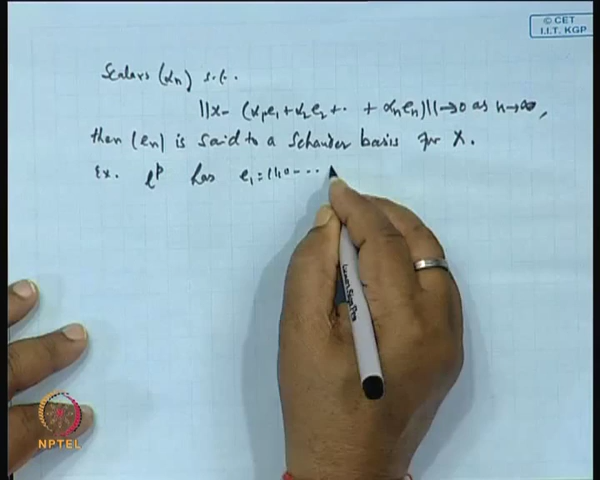 © CET
I.I.T. KGP
Scalars (αn) s.t.
||x- (α1e1 + α2e2 + .. + αnen)|| → 0 as n → ∞,
then (en) is said to a Schauder basis for X.
Ex. l^p has e1 = (1,0 - ...
NPTEL